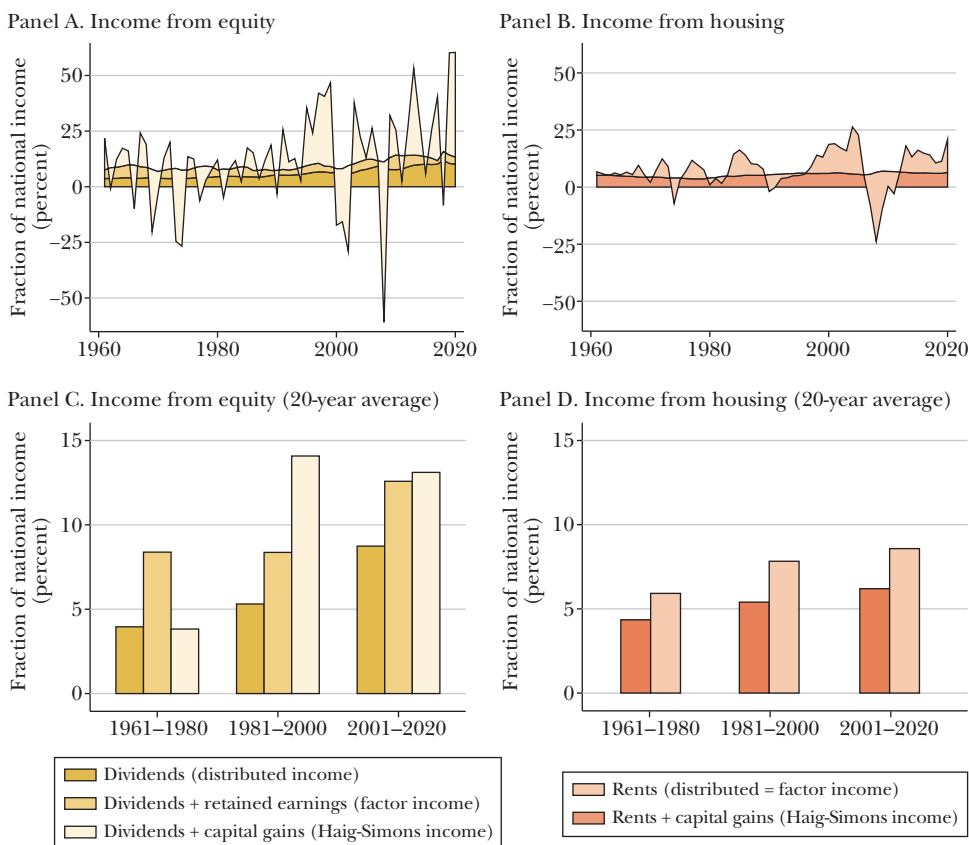 Panel A. Income from equity
Fraction of national income
(percent)
50
25
0
−25
−50
1960
1980
2000
2020
Panel B. Income from housing
Fraction of national income
(percent)
50
25
0
−25
−50
1960
1980
2000
2020
Panel C. Income from equity (20-year average)
Fraction of national income
(percent)
15
10
5
0
1961–1980
1981–2000
2001–2020
Dividends (distributed income)
Dividends + retained earnings (factor income)
Dividends + capital gains (Haig-Simons income)
Panel D. Income from housing (20-year average)
Fraction of national income
(percent)
15
10
5
0
1961–1980
1981–2000
2001–2020
Rents (distributed = factor income)
Rents + capital gains (Haig-Simons income)